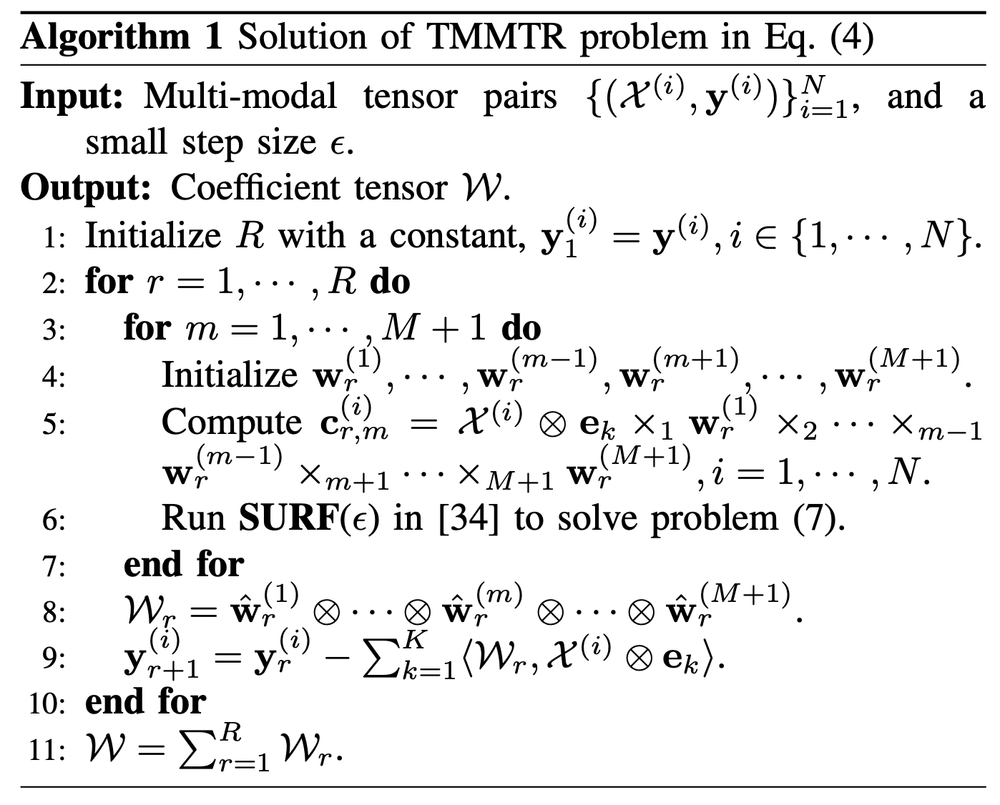 Algorithm 1 Solution of TMMTR problem in Eq. (4)
Input: Multi-modal tensor pairs $\{(\mathcal{X}^{(i)}, \mathbf{y}^{(i)})\}_{i=1}^{N}$, and a
small step size $\epsilon$.
Output: Coefficient tensor $\mathcal{W}$.
1: Initialize $R$ with a constant, $\mathbf{y}_1^{(i)} = \mathbf{y}^{(i)}, i \in \{1, \cdots, N\}$.
2: for $r = 1, \cdots, R$ do
3: for $m = 1, \cdots, M+1$ do
4: Initialize $\mathbf{w}_r^{(1)}, \cdots, \mathbf{w}_r^{(m-1)}, \mathbf{w}_r^{(m+1)}, \cdots, \mathbf{w}_r^{(M+1)}$.
5: Compute $\mathbf{c}_{r,m}^{(i)} = \mathcal{X}^{(i)} \otimes \mathbf{e}_k \times_1 \mathbf{w}_r^{(1)} \times_2 \cdots \times_{m-1}$
$\mathbf{w}_r^{(m-1)} \times_{m+1} \cdots \times_{M+1} \mathbf{w}_r^{(M+1)}, i = 1, \cdots, N.$
6: Run SURF($\epsilon$) in [34] to solve problem (7).
7: end for
8: $\mathcal{W}_r = \hat{\mathbf{w}}_r^{(1)} \otimes \cdots \otimes \hat{\mathbf{w}}_r^{(m)} \otimes \cdots \otimes \hat{\mathbf{w}}_r^{(M+1)}$.
9: $\mathbf{y}_{r+1}^{(i)} = \mathbf{y}_r^{(i)} - \sum_{k=1}^{K} \langle \mathcal{W}_r, \mathcal{X}^{(i)} \otimes \mathbf{e}_k \rangle$.
10: end for
11: $\mathcal{W} = \sum_{r=1}^{R} \mathcal{W}_r$.